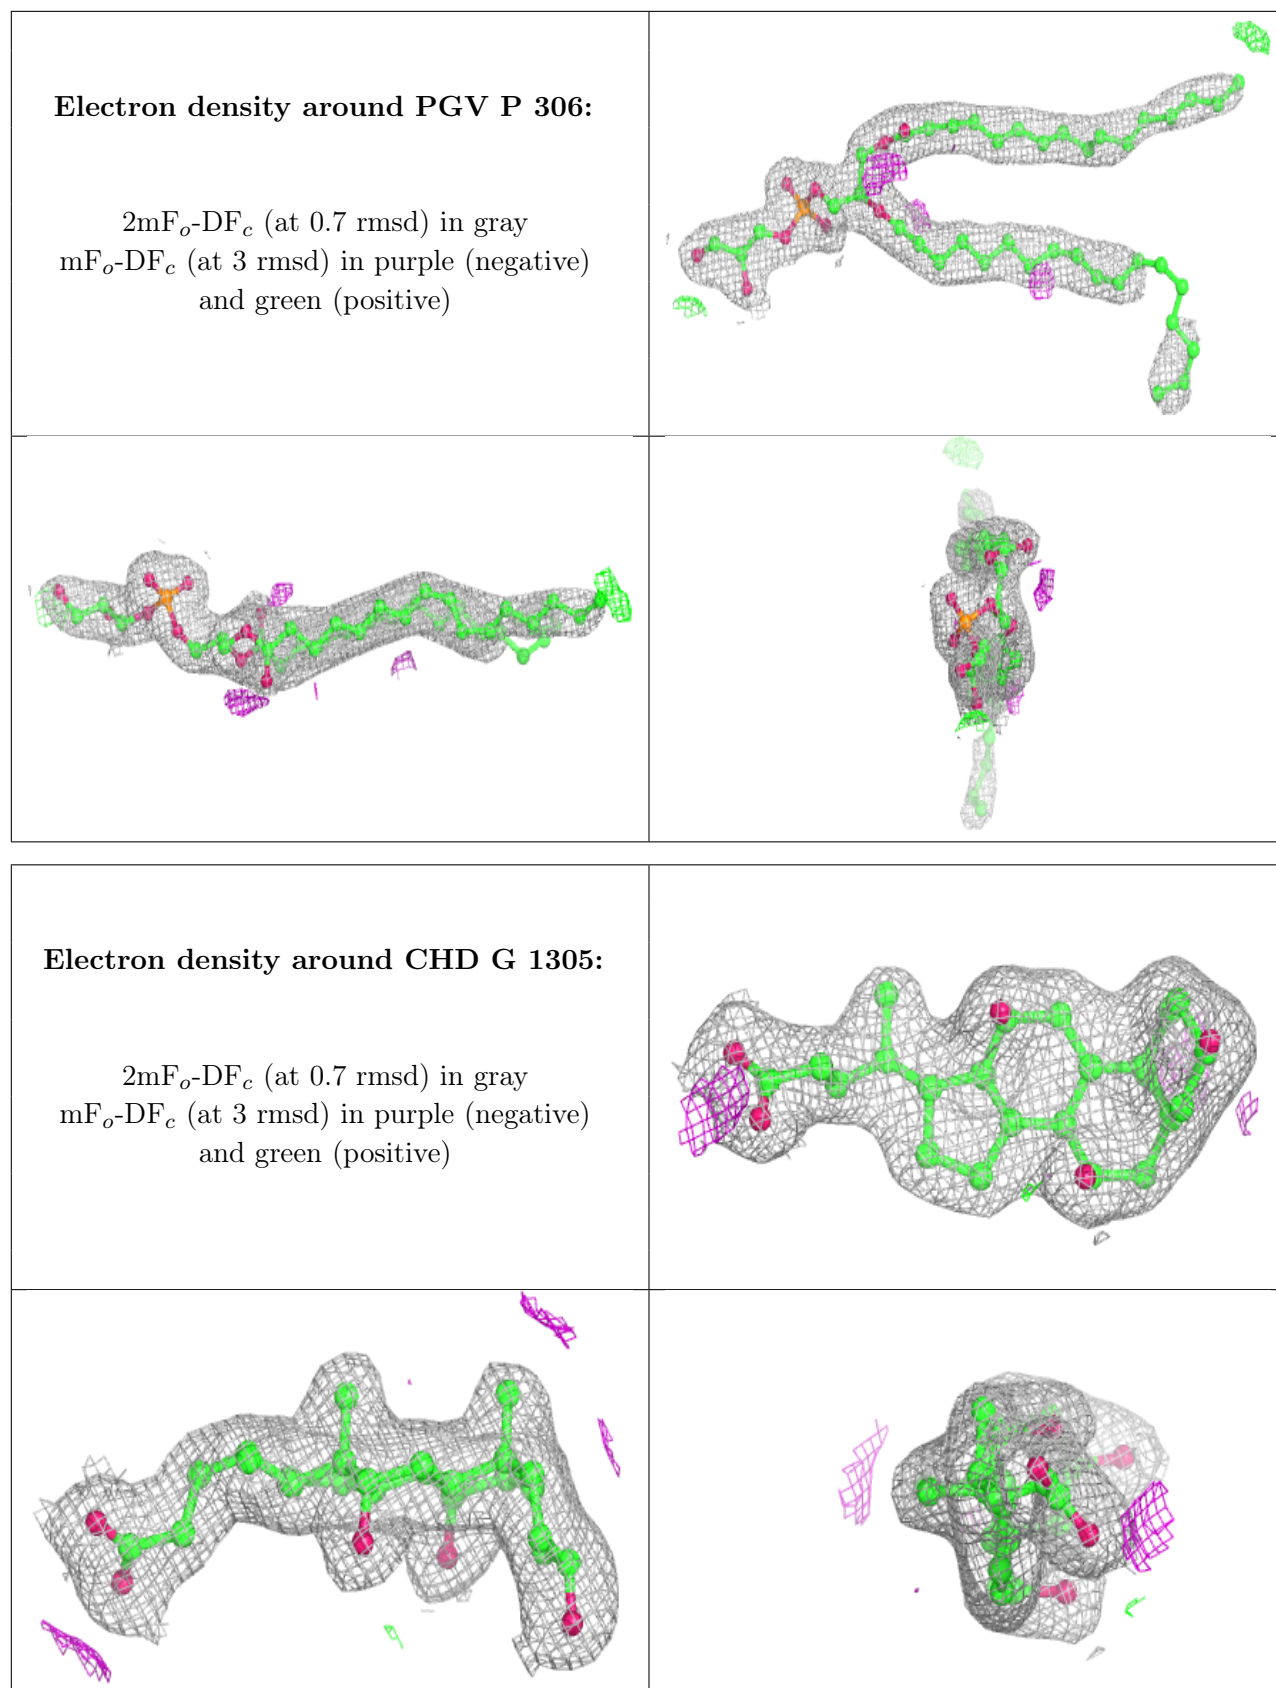 Electron density around PGV P 306:
2mFo-DFc (at 0.7 rmsd) in gray
mFo-DFc (at 3 rmsd) in purple (negative)
and green (positive)
Electron density around CHD G 1305:
2mFo-DFc (at 0.7 rmsd) in gray
mFo-DFc (at 3 rmsd) in purple (negative)
and green (positive)